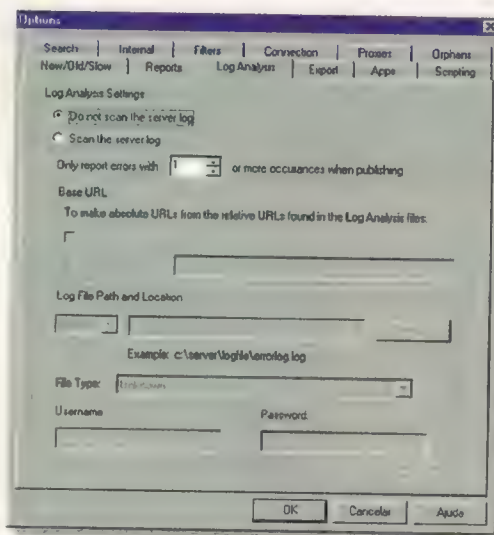 Options
Search Internal Filters Connection Proxies Orphans
New/Old/Slow Reports Log Analysis Export Apps Scripting
Log Analysis Settings
Do not scan the server log
Scan the server log
Only report errors with 1 or more occurances when publishing
Base URL
To make absolute URLs from the relative URLs found in the Log Analysis files.
Log File Path and Location
Example: c:\server\logfile\errorlog.log
File Type: Unknown
Username Password
OK Cancelar Ajuda